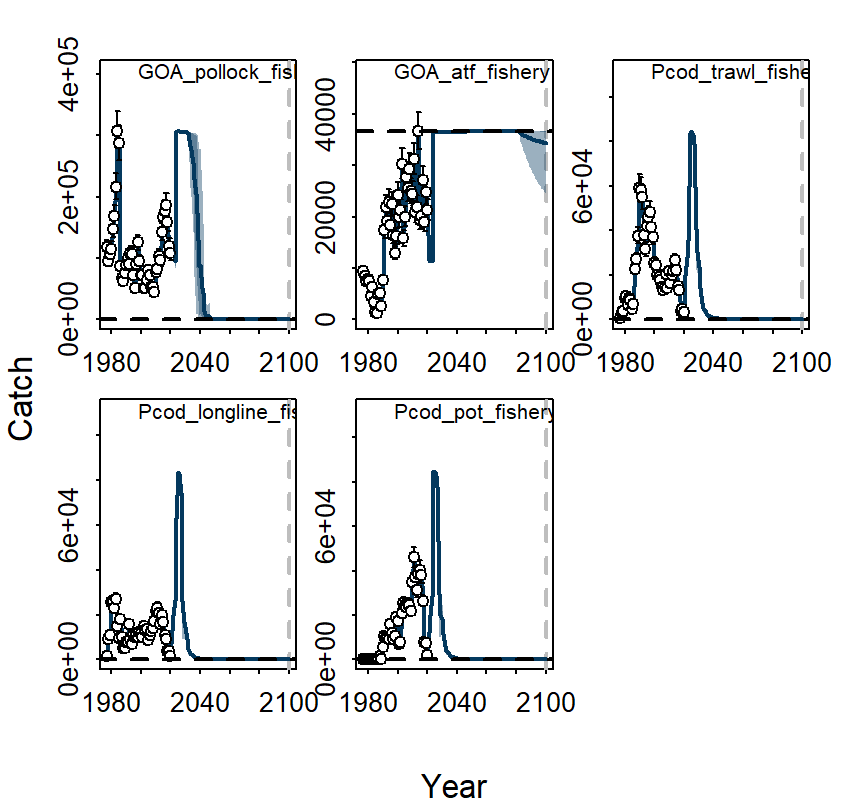 GOA_pollock_fish
GOA_atf_fishery
Pcod_trawl_fishe
0e+00 2e+05 4e+05
0 20000 40000
0e+00 6e+04
1980 2040 2100
1980 2040 2100
1980 2040 2100
Catch
Pcod_longline_fis
Pcod_pot_fishery
0e+00 6e+04
0e+00 6e+04
1980 2040 2100
1980 2040 2100
Year